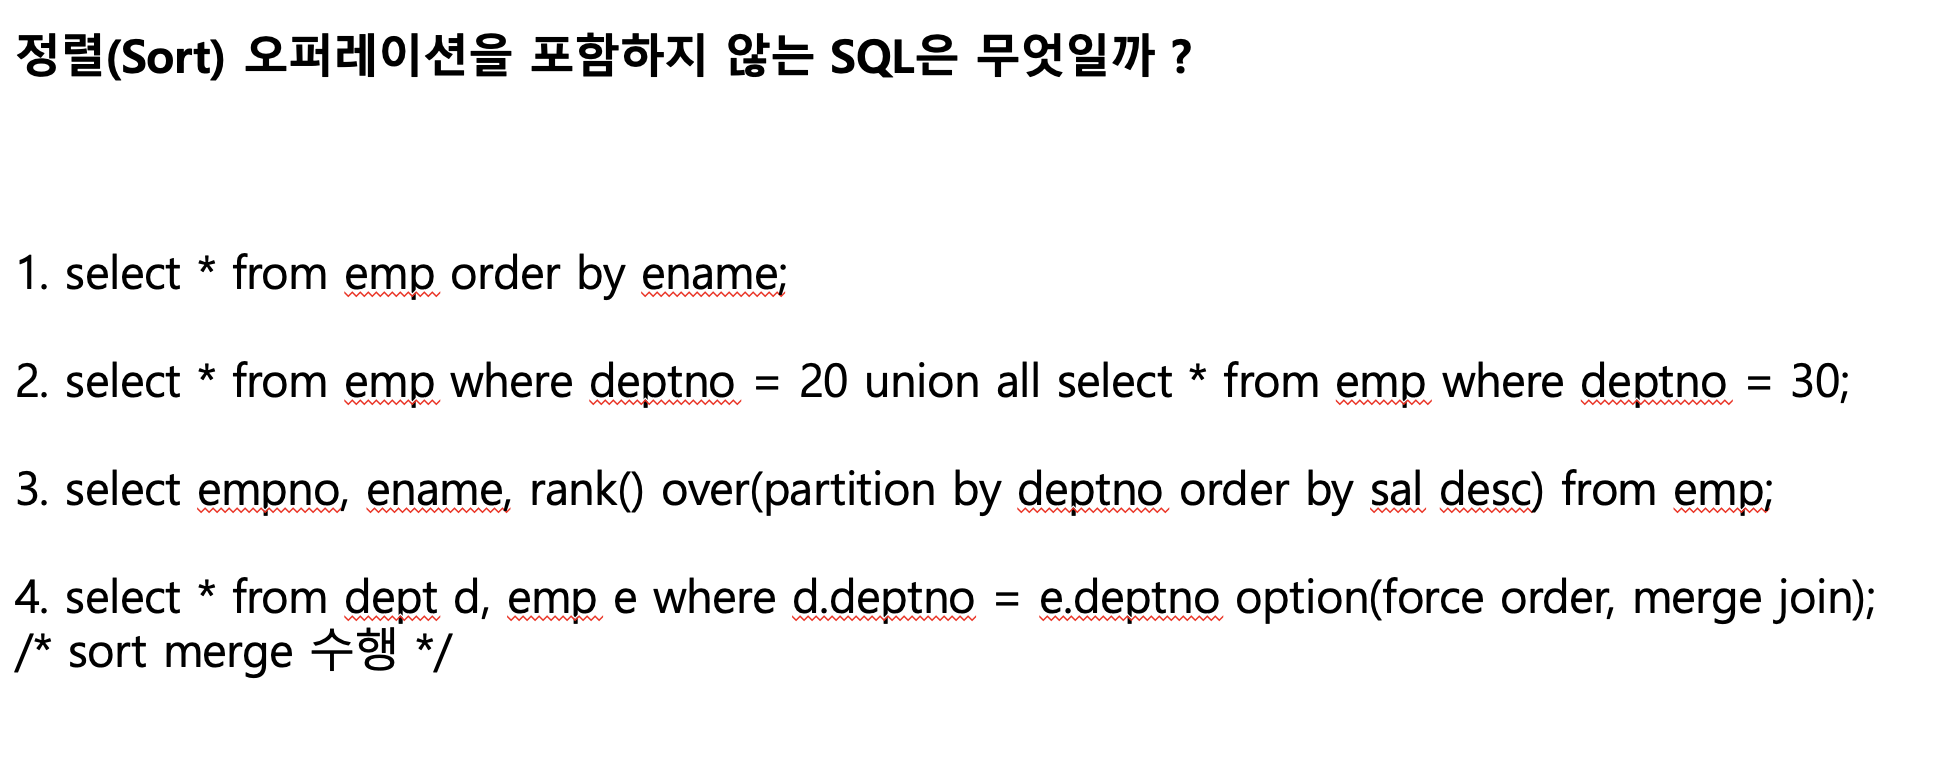 정렬(Sort) 오퍼레이션을 포함하지 않는 SQL은 무엇일까 ?
1. select * from emp order by ename;
2. select * from emp where deptno = 20 union all select * from emp where deptno = 30;
3. select empno, ename, rank() over(partition by deptno order by sal desc) from emp;
4. select * from dept d, emp e where d.deptno = e.deptno option(force order, merge join);
/* sort merge 수행 */